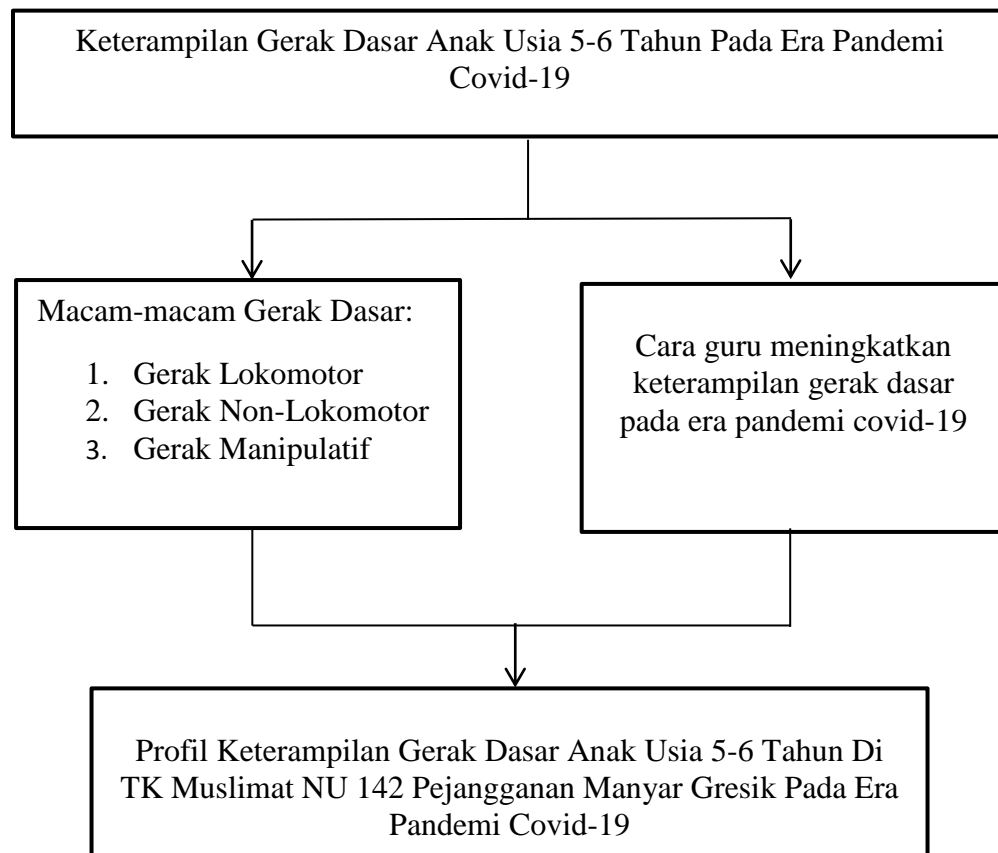 Keterampilan Gerak Dasar Anak Usia 5-6 Tahun Pada Era Pandemi
Covid-19
Macam-macam Gerak Dasar:
1. Gerak Lokomotor
2. Gerak Non-Lokomotor
3. Gerak Manipulatif
Cara guru meningkatkan
keterampilan gerak dasar
pada era pandemi covid-19
Profil Keterampilan Gerak Dasar Anak Usia 5-6 Tahun Di
TK Muslimat NU 142 Pejangganan Manyar Gresik Pada Era
Pandemi Covid-19